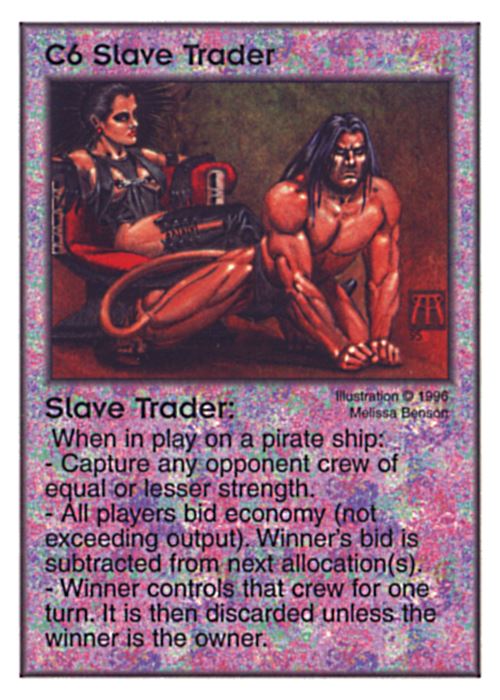 C6 Slave Trader
Illustration © 1996
Melissa Benson
Slave Trader:
When in play on a pirate ship:
- Capture any opponent crew of
equal or lesser strength.
- All players bid economy (not
exceeding output). Winner's bid is
subtracted from next allocation(s).
- Winner controls that crew for one
turn. It is then discarded unless the
winner is the owner.